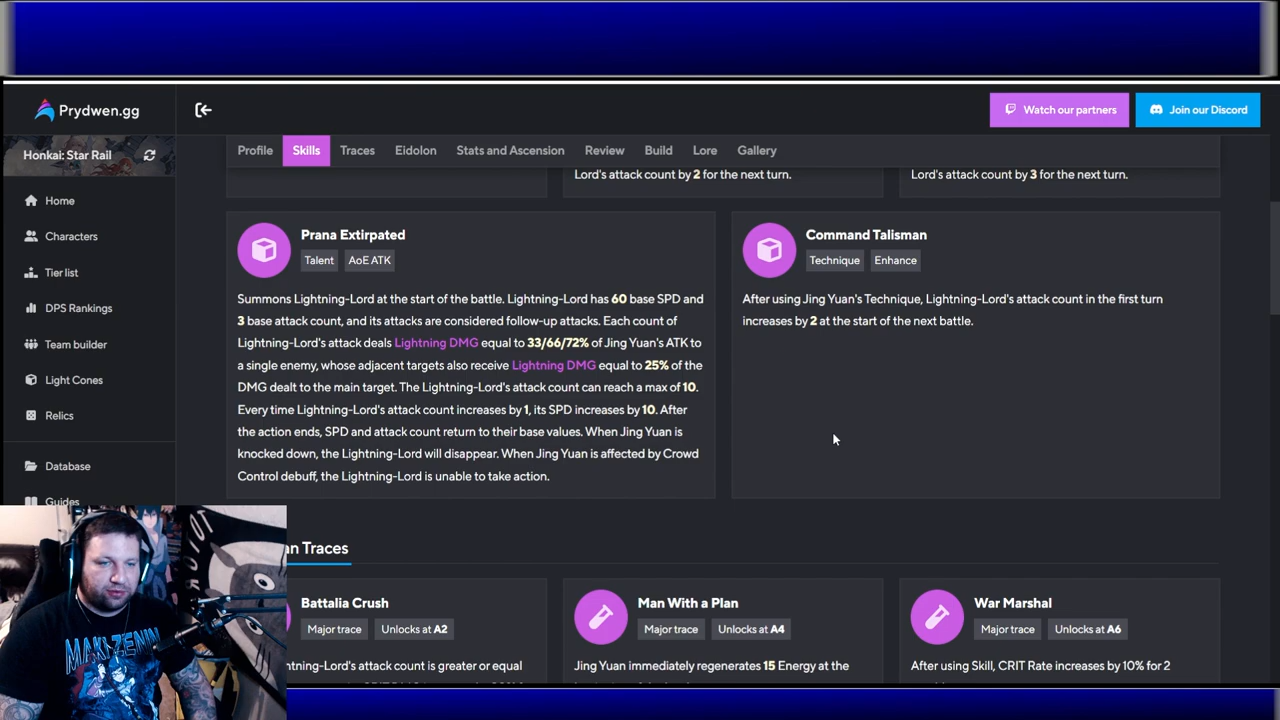 Prydwen.gg
Watch our partners
Join our Discord
Honkai: Star Rail
Home
Characters
Tier list
DPS Rankings
Team builder
Light Cones
Relics
Database
Guides
Profile
Skills
Traces
Eidolon
Stats and Ascension
Review
Build
Lore
Gallery
Lord's attack count by 2 for the next turn.
Lord's attack count by 3 for the next turn.
Prana Extirpated
Talent
AoE ATK
Summons Lightning-Lord at the start of the battle. Lightning-Lord has 60 base SPD and
3 base attack count, and its attacks are considered follow-up attacks. Each count of
Lightning-Lord's attack deals Lightning DMG equal to 33/66/72% of Jing Yuan's ATK to
a single enemy, whose adjacent targets also receive Lightning DMG equal to 25% of the
DMG dealt to the main target. The Lightning-Lord's attack count can reach a max of 10.
Every time Lightning-Lord's attack count increases by 1, its SPD increases by 10. After
the action ends, SPD and attack count return to their base values. When Jing Yuan is
knocked down, the Lightning-Lord will disappear. When Jing Yuan is affected by Crowd
Control debuff, the Lightning-Lord is unable to take action.
Command Talisman
Technique
Enhance
After using Jing Yuan's Technique, Lightning-Lord's attack count in the first turn
increases by 2 at the start of the next battle.
Traces
Battalia Crush
Major trace
Unlocks at A2
attack count is greater or equal
Man With a Plan
Major trace
Unlocks at A4
Jing Yuan immediately regenerates 15 Energy at the
War Marshal
Major trace
Unlocks at A6
After using Skill, CRIT Rate increases by 10% for 2
MAKI ZENIN